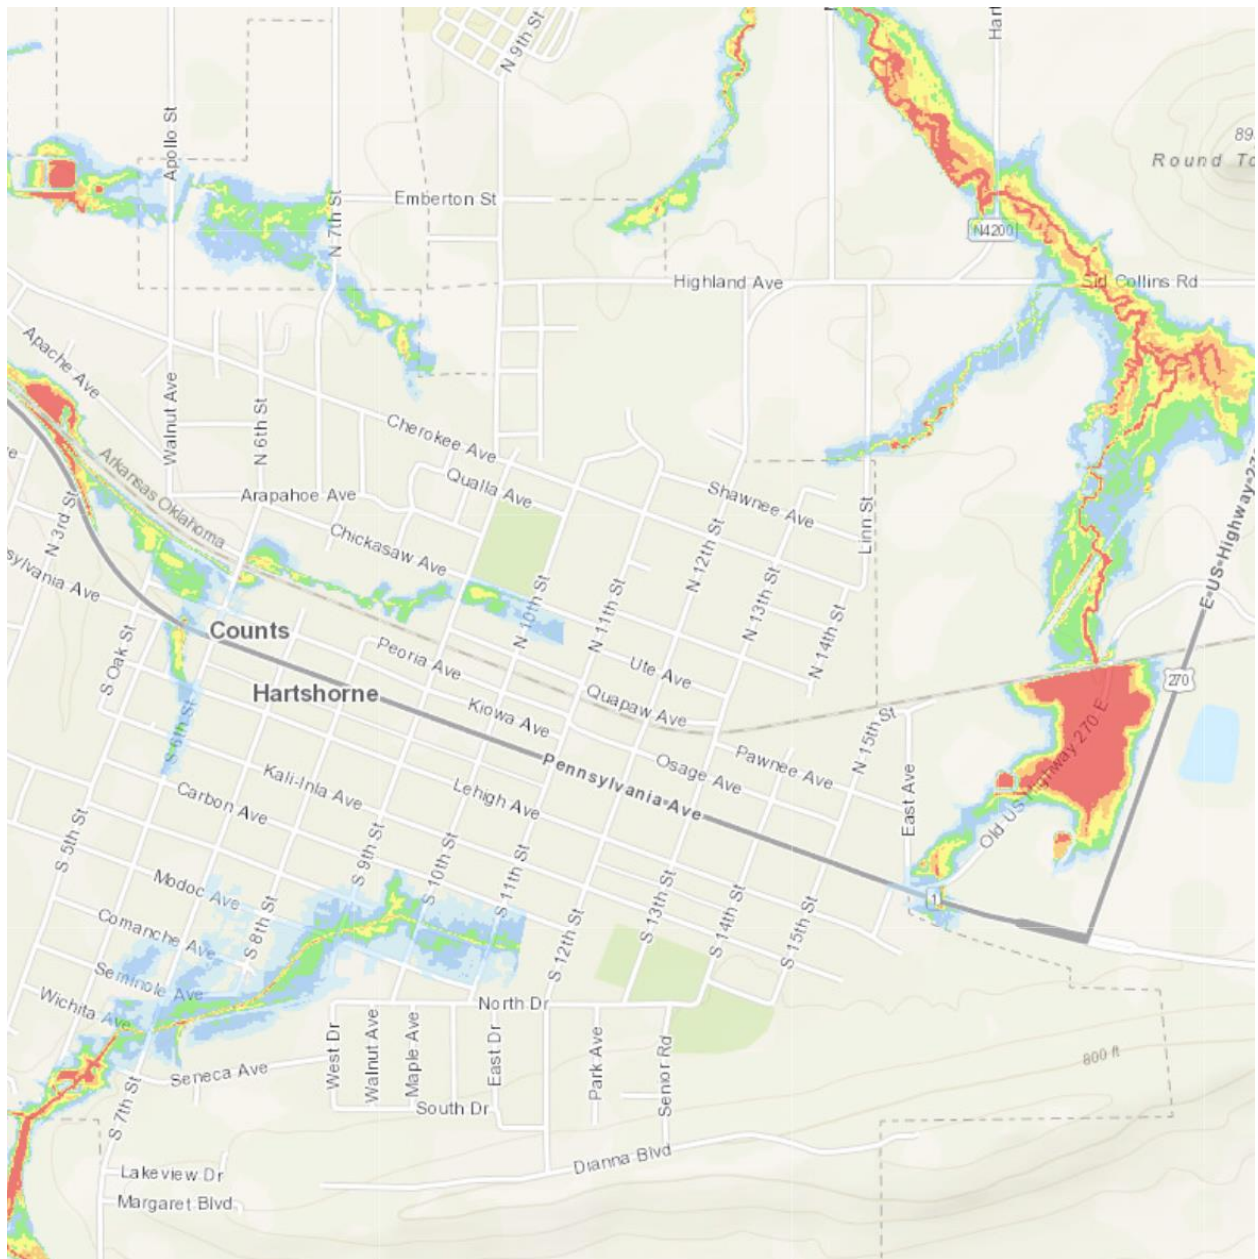 N 9th St
Hart
Apollo St
89
Round To
N 7th St
Emberton St
N4200
Highland Ave
Sid Collins Rd
Apache Ave
Walnut Ave
N 6th St
Cherokee Ave
Arkansas Oklahoma
Qualla Ave
Arapahoe Ave
Shawnee Ave
N 3rd St
Chickasaw Ave
Linn St
N 12th St
E US Highway 27
sylvania Ave
N 10th St
N 11th St
N 13th St
N 14th St
Counts
S Oak St
Peoria Ave
Ute Ave
Hartshorne
Quapaw Ave
270
Kiowa Ave
S 6th St
N 15th St
Pennsylvania Ave
Osage Ave
Pawnee Ave
Kali-Inla Ave
Lehigh Ave
Carbon Ave
East Ave
Old US Highway 270 E
S 5th St
S 9th St
S 10th St
S 11th St
Modoc Ave
1
S 8th St
S 13th St
S 14th St
S 15th St
Comanche Ave
S 12th St
Seminole Ave
Wichita Ave
North Dr
West Dr
Walnut Ave
Maple Ave
East Dr
Park Ave
Senior Rd
800 ft
Seneca Ave
S 7th St
South Dr
Dianna Blvd
Lakeview Dr
Margaret Blvd